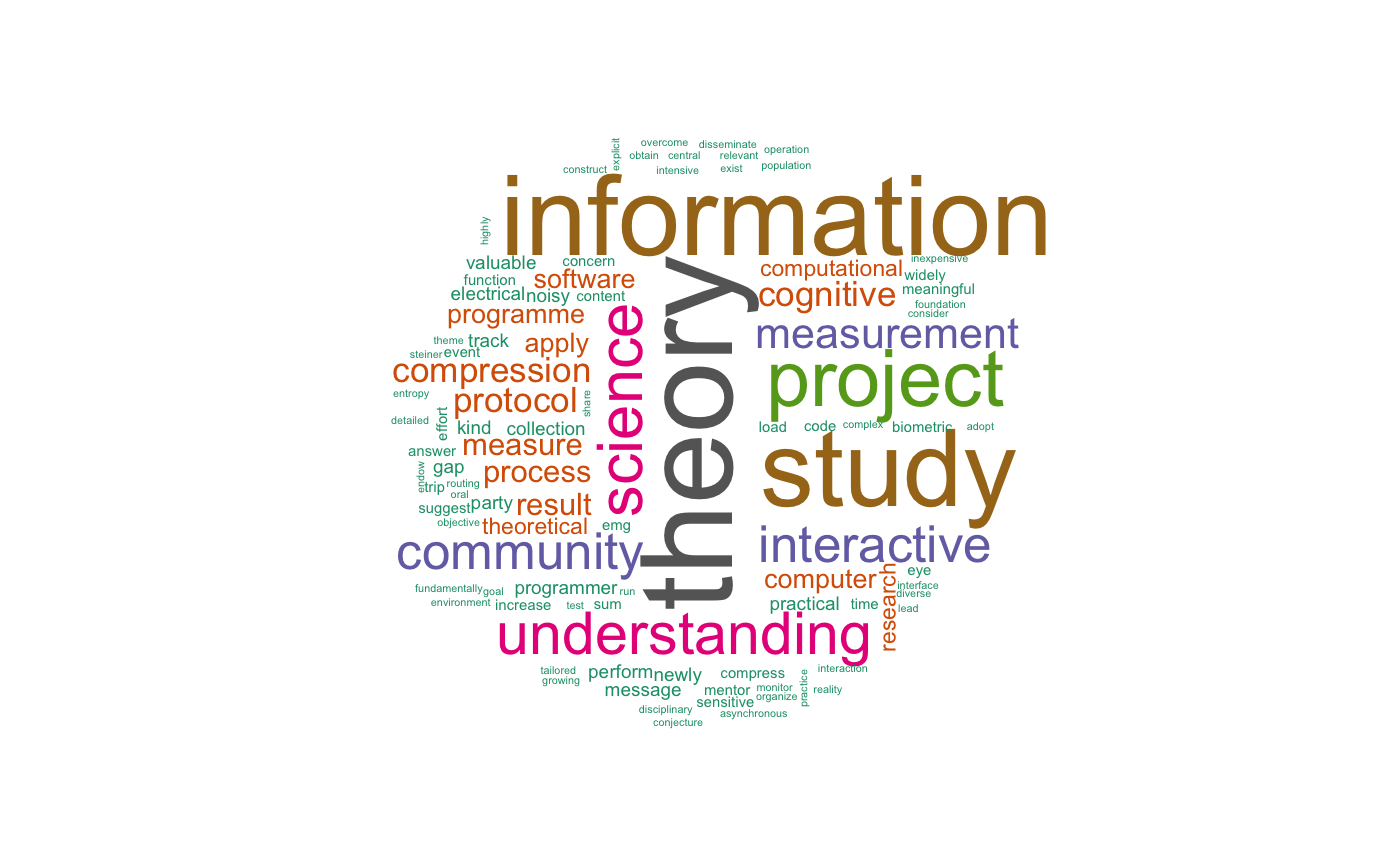 overcome
disseminate
explicit
obtain
central
relevant
operation
construct
intensive
exist
population
information
highly
valuable
concern
computational
inexpensive
function
software
widely
electrical
noisy
content
cognitive
meaningful
programme
foundation
consider
theory
science
measurement
theme
track
apply
steiner
event
compression
project
entropy
protocol
share
detailed
effort
kind
collection
load
code
complex
biometric
adopt
answer
measure
study
gap
process
endow
trip
routing
oral
suggest
party
result
objective
theoretical
emg
community
interactive
computer
research
eye
interface
diverse
fundamentally
goal
programmer
run
environment
increase
test
sum
practical
time
lead
understanding
tailored
growing
perform
newly
compress
interaction
message
mentor
monitor
organize
practice
reality
sensitive
disciplinary
asynchronous
conjecture